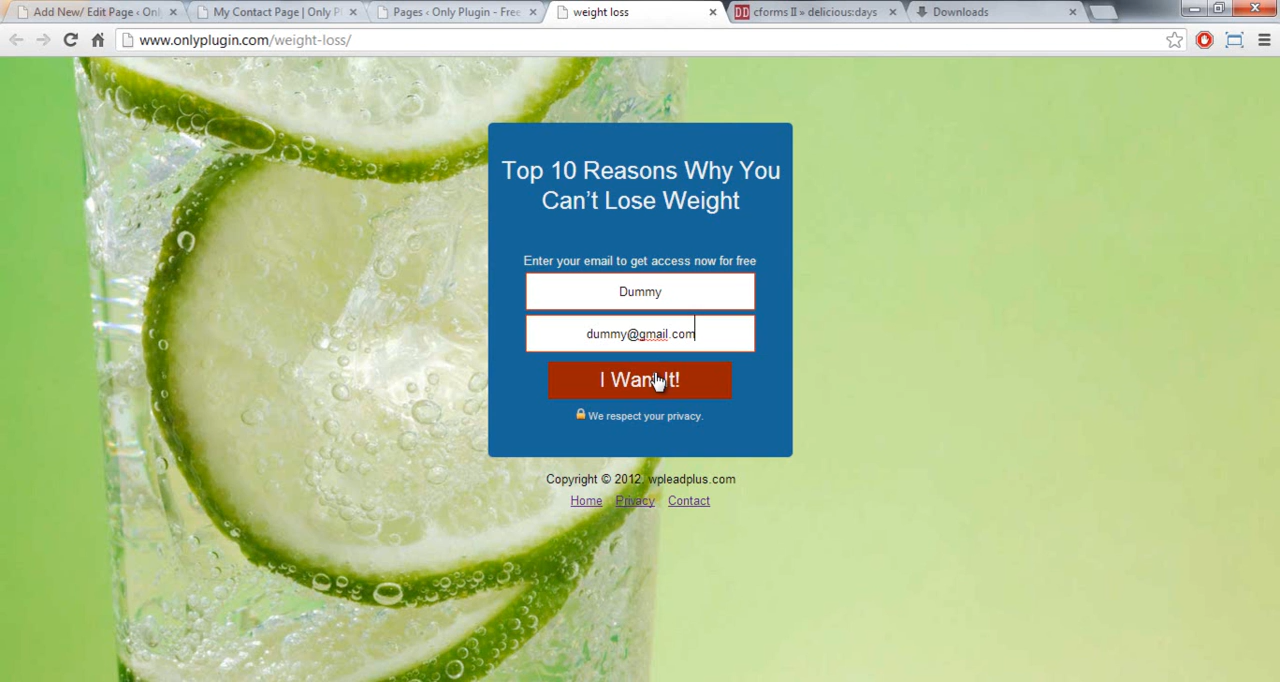 Add New/ Edit Page ‹ Onl
My Contact Page | Only Pl
Pages ‹ Only Plugin - Free
weight loss
DD cforms II » delicious:days
Downloads
www.onlyplugin.com/weight-loss/
Top 10 Reasons Why You
Can’t Lose Weight
Enter your email to get access now for free
Dummy
dummy@gmail.com
I Want It!
We respect your privacy.
Copyright © 2012, wpleadplus.com
Home Privacy Contact